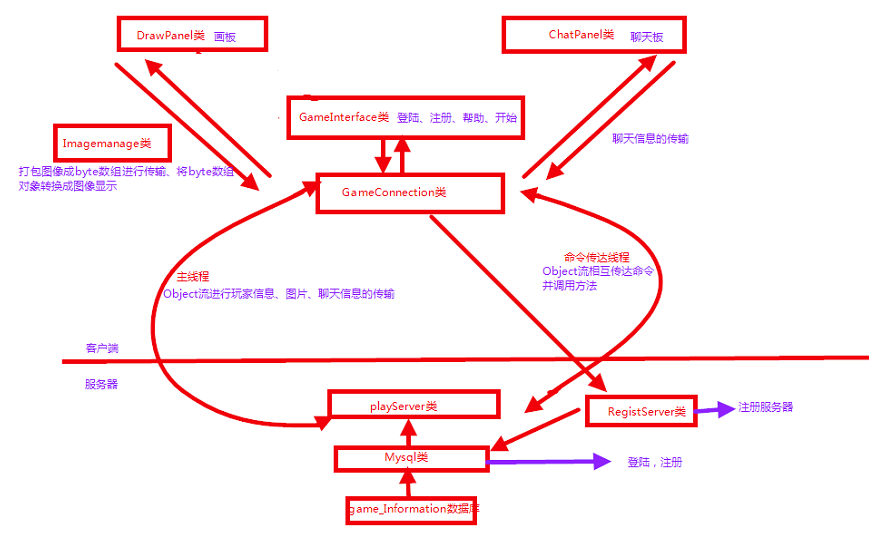 DrawPanel类 画板
ChatPanel类 聊天板
GameInterface类 登陆、注册、帮助、开始
Imagemanage类
聊天信息的传输
打包图像成byte数组进行传输、将byte数组
对象转换成图像显示
GameConnection类
主线程
Object流进行玩家信息、图片、聊天信息的传输
命令传达线程
Object流相互传达命令
并调用方法
客户端
服务器
playServer类
RegistServer类
注册服务器
Mysql类
登陆，注册
game_Information数据库